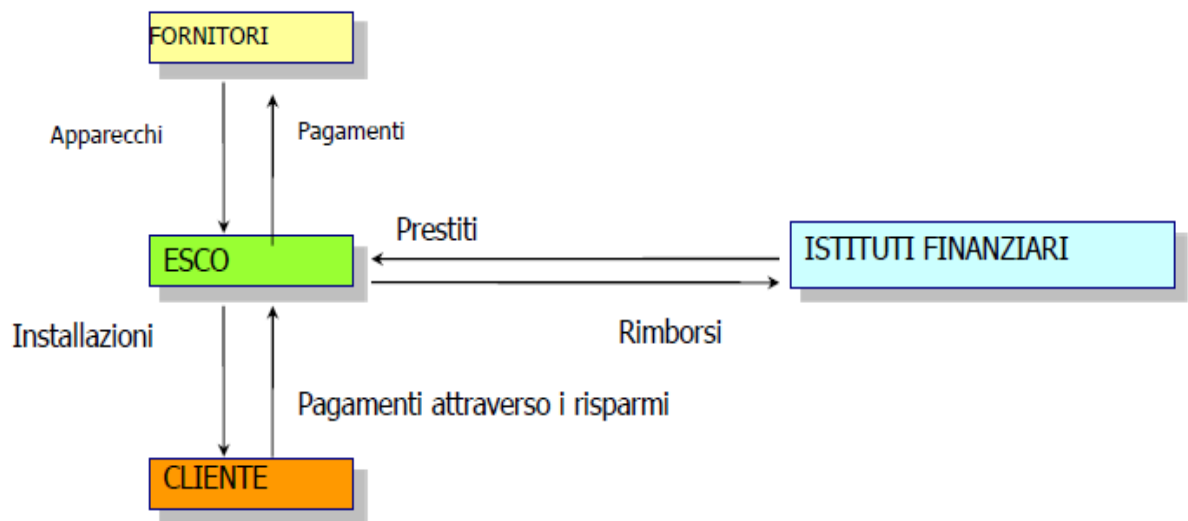 FORNITORI
Apparecchi
Pagamenti
Prestiti
ESCO
ISTITUTI FINANZIARI
Installazioni
Rimborsi
Pagamenti attraverso i risparmi
CLIENTE